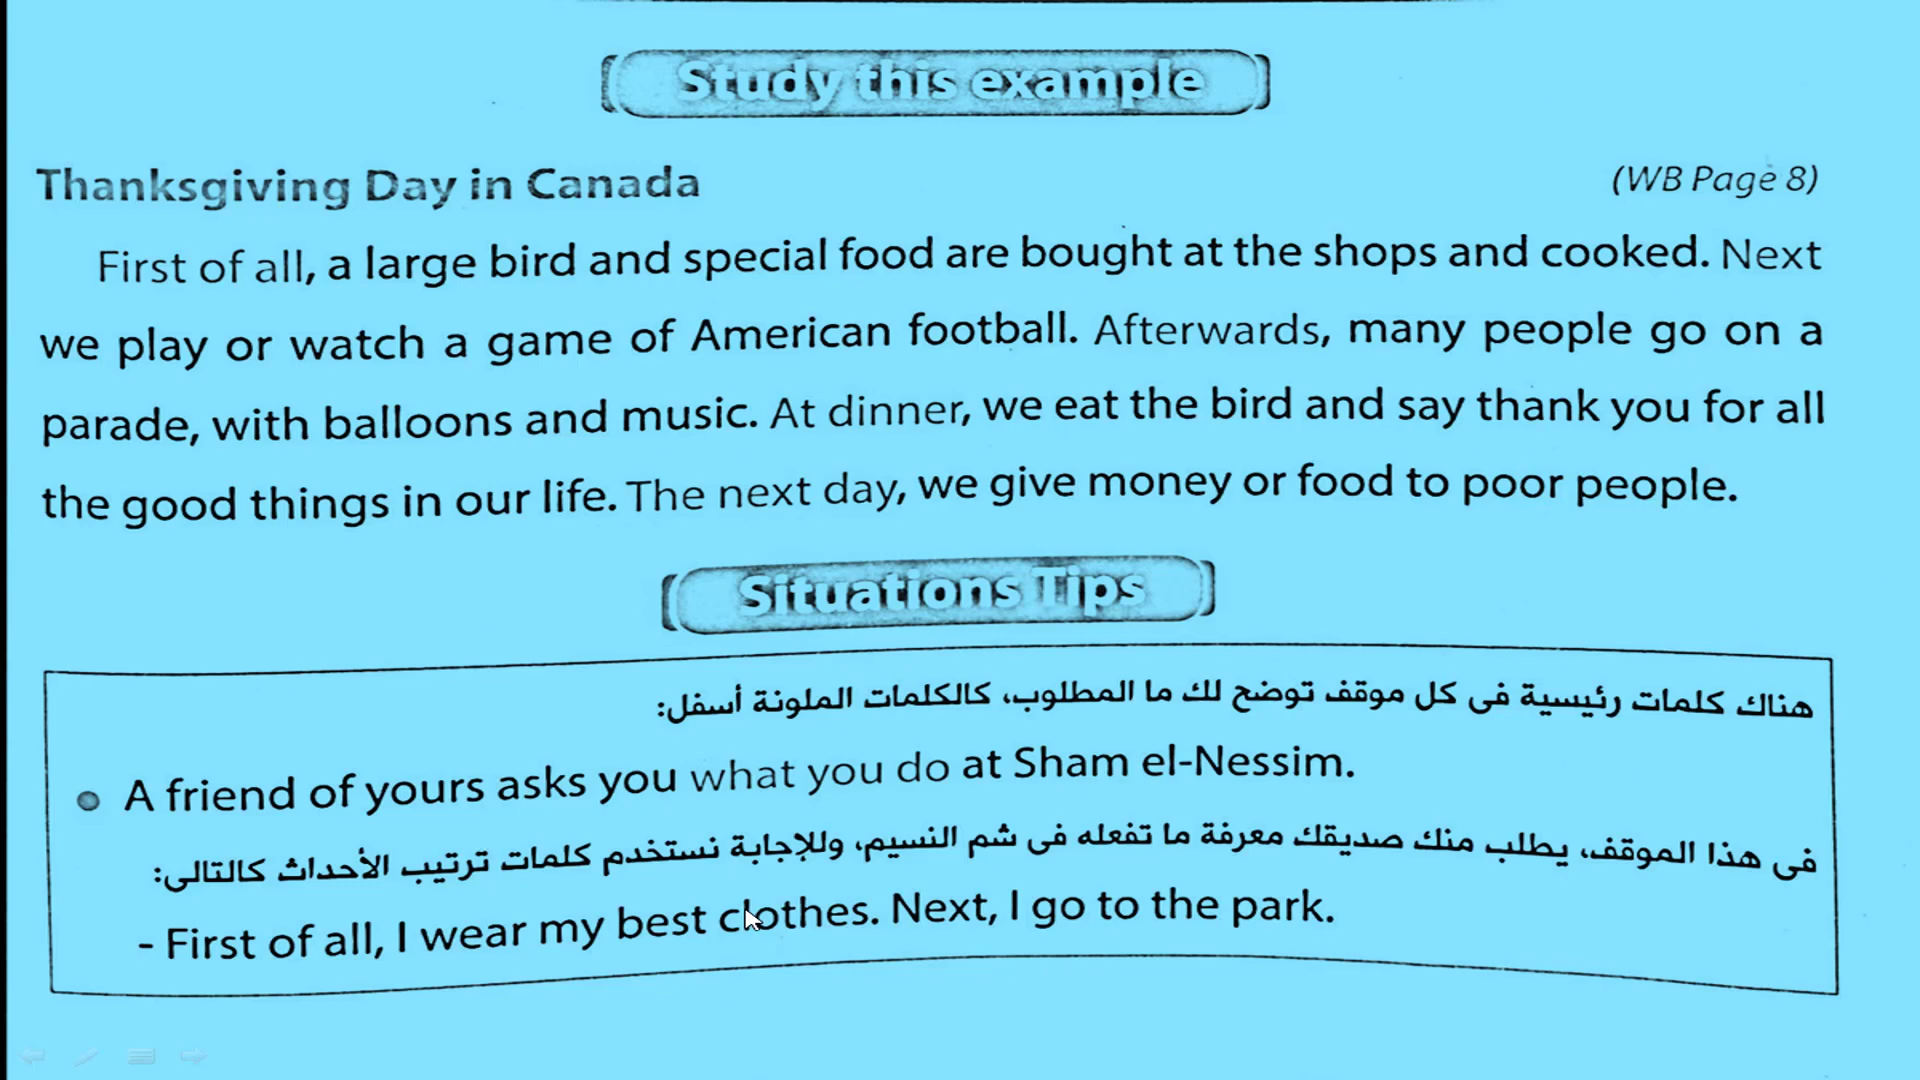 Study this example
Thanksgiving Day in Canada
(WB Page 8)
First of all, a large bird and special food are bought at the shops and cooked. Next
we play or watch a game of American football. Afterwards, many people go on a
parade, with balloons and music. At dinner, we eat the bird and say thank you for all
the good things in our life. The next day, we give money or food to poor people.
Situations Tips
هناك كلمات رئيسية فى كل موقف توضح لك ما المطلوب، كالكلمات الملونة أسفل:
A friend of yours asks you what you do at Sham el-Nessim.
فى هذا الموقف، يطلب منك صديقك معرفة ما تفعله فى شم النسيم، وللإجابة نستخدم كلمات ترتيب الأحداث كالتالى:
- First of all, I wear my best clothes. Next, I go to the park.